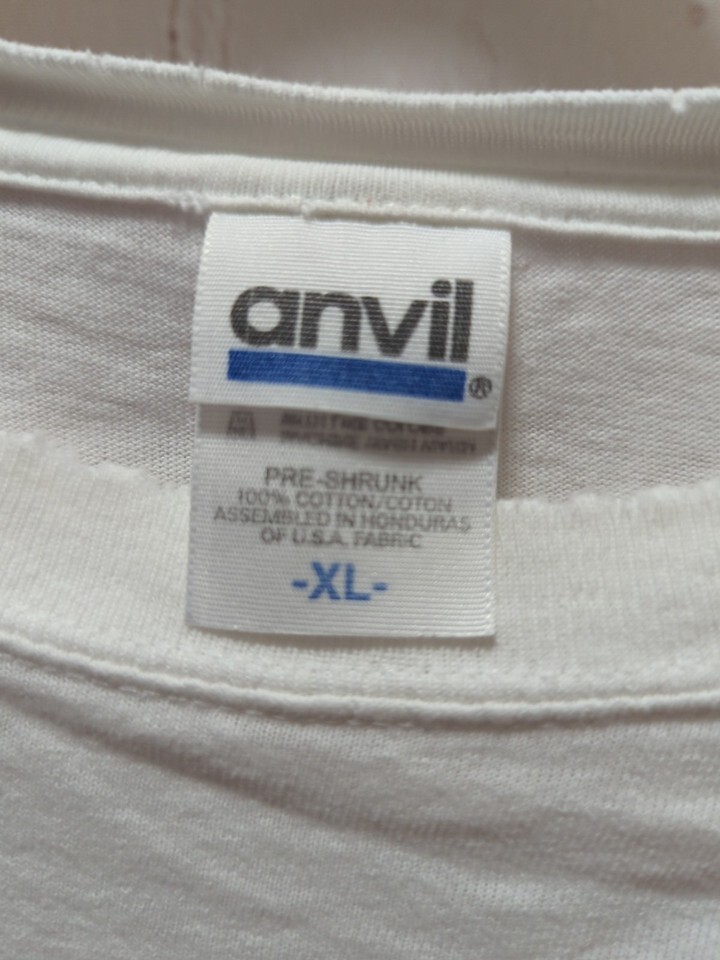 anvil
®
PRE-SHRUNK
100% COTTON/COTON
ASSEMBLED IN HONDURAS
OF U.S.A. FABRIC
-XL-